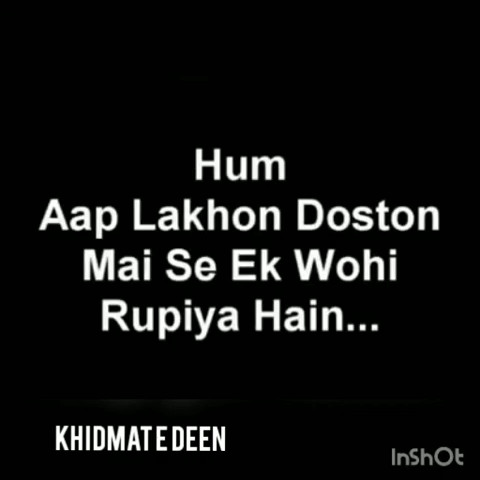 Hum
Aap Lakhon Doston
Mai Se Ek Wohi
Rupiya Hain...
KHIDMAT E DEEN
InShOt